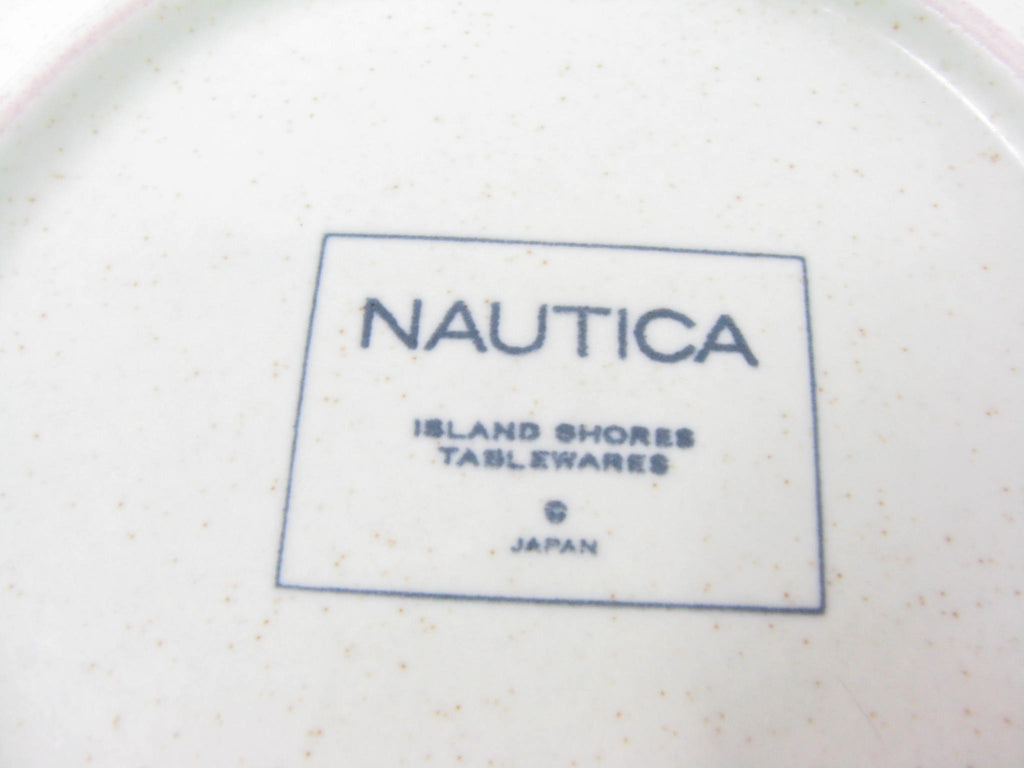 NAUTICA
ISLAND SHORES
TABLEWARES
JAPAN